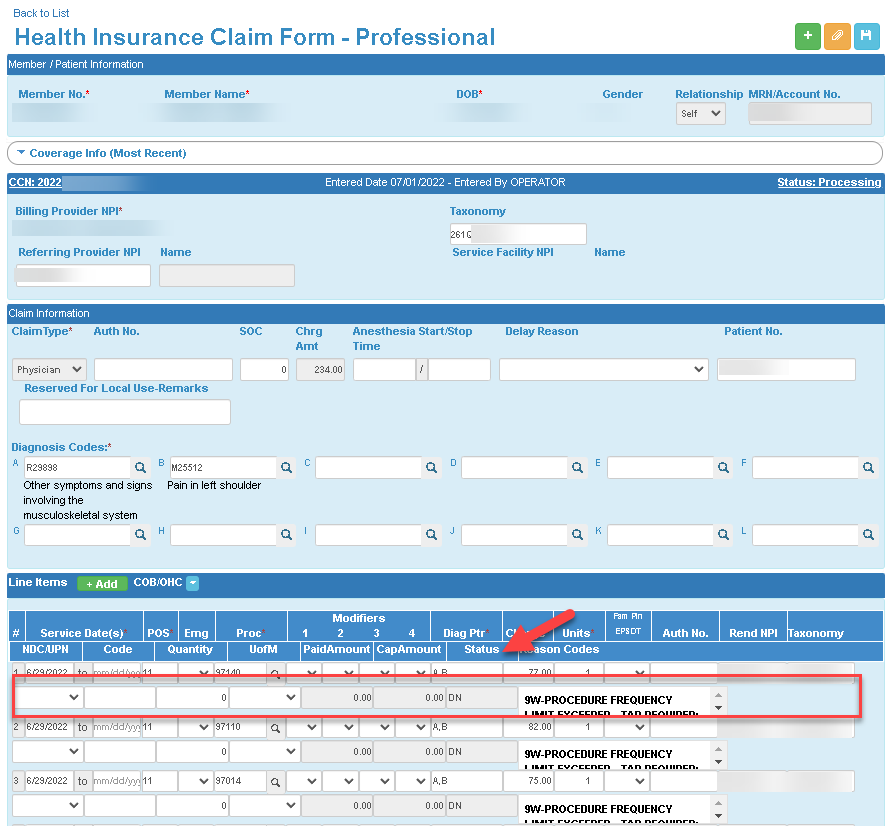 Back to List
Health Insurance Claim Form - Professional
Member / Patient Information
Member No.* Member Name* DOB* Gender Relationship MRN/Account No.
Self
Coverage Info (Most Recent)
CCN: 2022 Entered Date 07/01/2022 - Entered By OPERATOR Status: Processing
Billing Provider NPI* Taxonomy
261Q
Referring Provider NPI Name Service Facility NPI Name
Claim Information
ClaimType* Auth No. SOC Chrg Amt Anesthesia Start/Stop Time Delay Reason Patient No.
Physician 0 234.00 /
Reserved For Local Use-Remarks
Diagnosis Codes:*
A R29898 B M25512 C D E F
Other symptoms and signs involving the musculoskeletal system Pain in left shoulder
G H I J K L
Line Items + Add COB/OHC
Modifiers Fam Pln
# Service Date(s)* POS* Emg Proc* 1 2 3 4 Diag Ptr* Units* EPSDT Auth No. Rend NPI Taxonomy
NDC/UPN Code Quantity UofM PaidAmount CapAmount Status Reason Codes
1 6/29/2022 to mm/dd/yyy 11 97140 A,B 77.00 1
0 0.00 0.00 DN 9W-PROCEDURE FREQUENCY
LIMIT EXCEEDED - TAR REQUIRED:
2 6/29/2022 to mm/dd/yyy 11 97110 A,B 82.00 1
0 0.00 0.00 DN 9W-PROCEDURE FREQUENCY
LIMIT EXCEEDED - TAR REQUIRED:
3 6/29/2022 to mm/dd/yyy 11 97014 A,B 75.00 1
0 0.00 0.00 DN 9W-PROCEDURE FREQUENCY
LIMIT EXCEEDED - TAR REQUIRED: